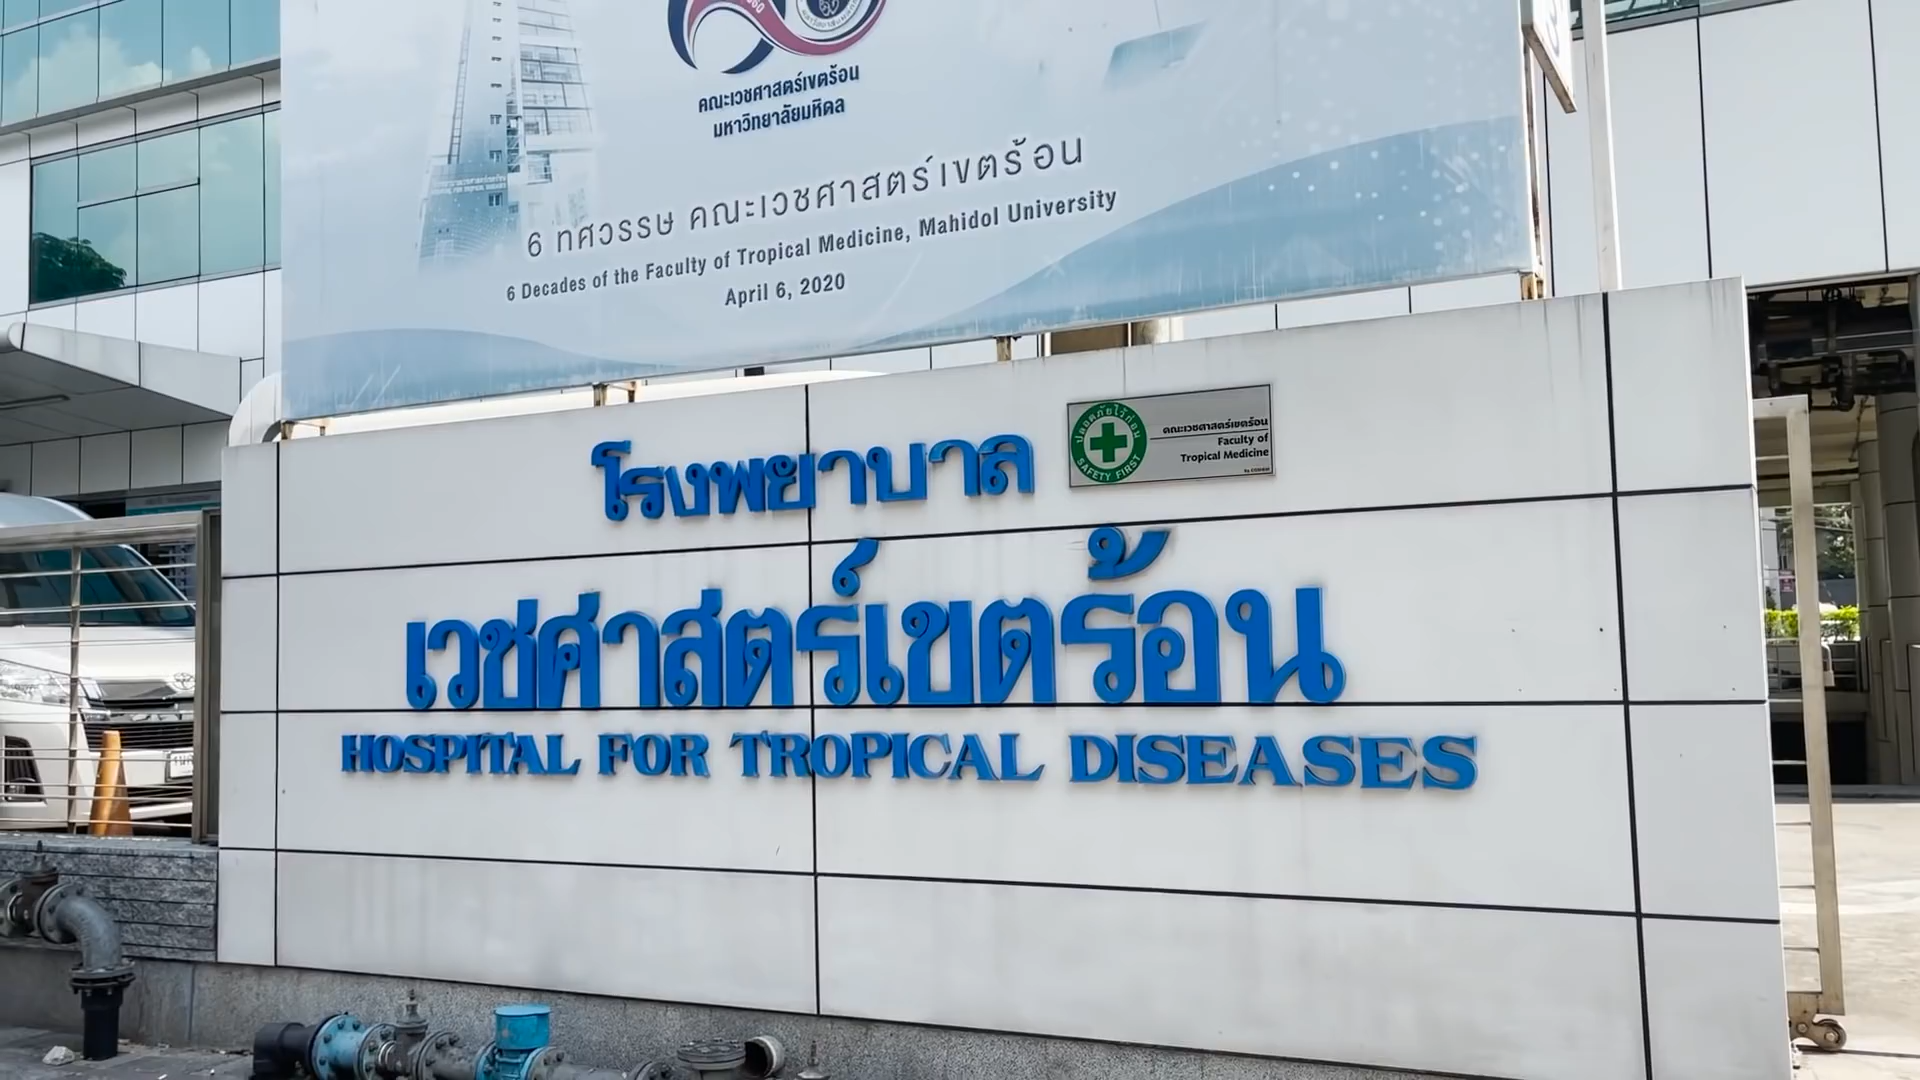 คณะเวชศาสตร์เขตร้อน
มหาวิทยาลัยมหิดล
6 ทศวรรษ คณะเวชศาสตร์เขตร้อน
6 Decades of the Faculty of Tropical Medicine, Mahidol University
April 6, 2020
โรงพยาบาล
ปลอดภัยไว้ก่อน
SAFETY FIRST
คณะเวชศาสตร์เขตร้อน
Faculty of
Tropical Medicine
เวชศาสตร์เขตร้อน
HOSPITAL FOR TROPICAL DISEASES